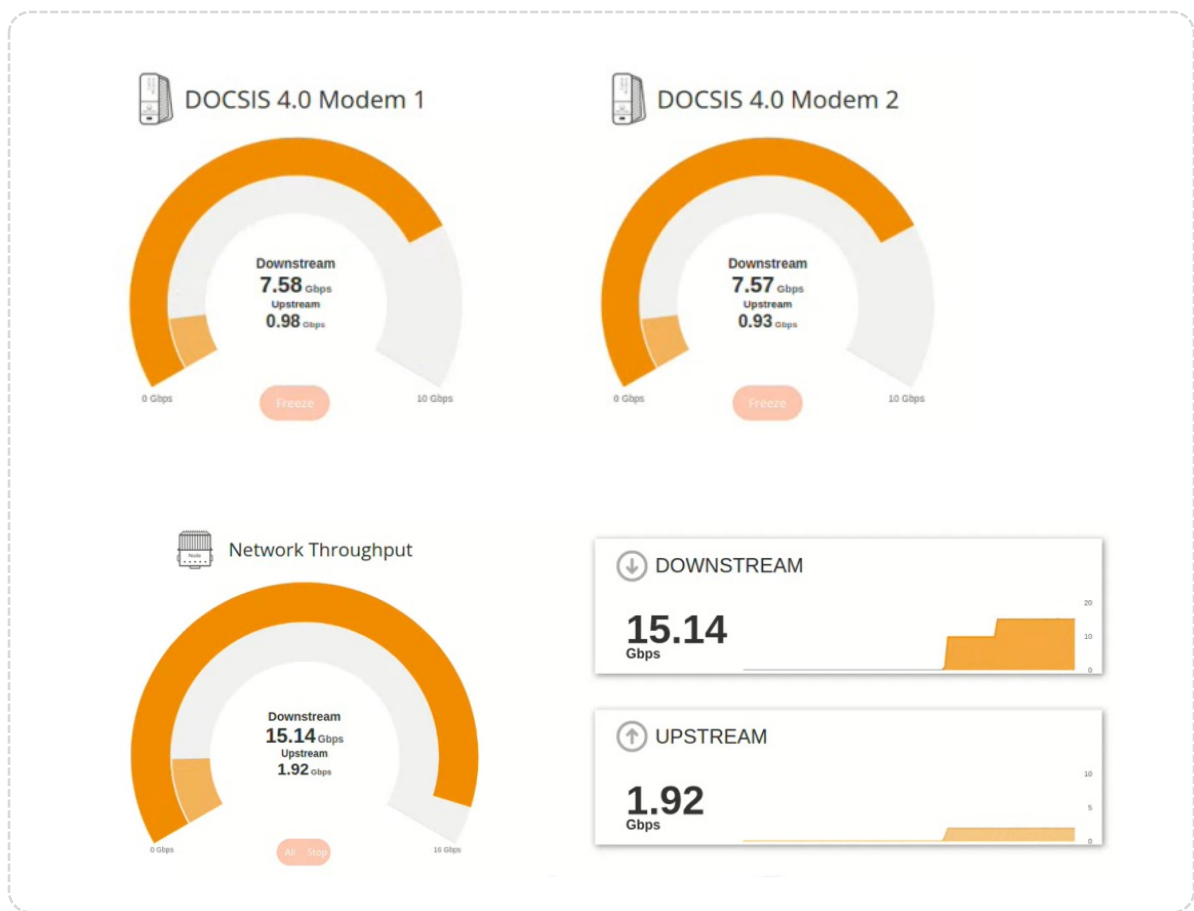 DOCSIS 4.0 Modem 1
Downstream
7.58 Gbps
Upstream
0.98 Gbps
0 Gbps
10 Gbps
Freeze
DOCSIS 4.0 Modem 2
Downstream
7.57 Gbps
Upstream
0.93 Gbps
0 Gbps
10 Gbps
Freeze
Node
Network Throughput
Downstream
15.14 Gbps
Upstream
1.92 Gbps
0 Gbps
16 Gbps
All Stop
DOWNSTREAM
15.14
Gbps
20
10
0
UPSTREAM
1.92
Gbps
10
5
0